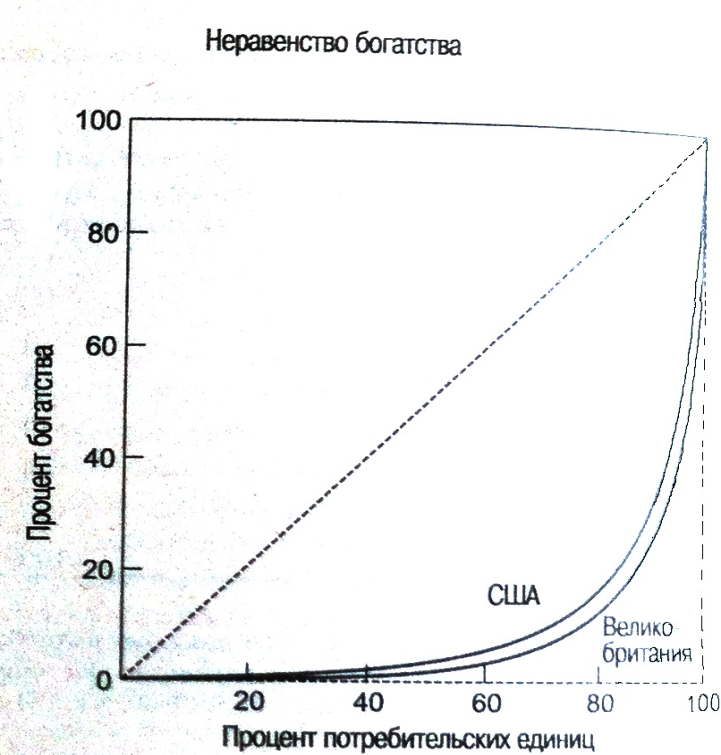 Неравенство богатства
100
80
60
40
20
0
Процент богатства
США
Велико-
британия
20
40
60
80
100
Процент потребительских единиц